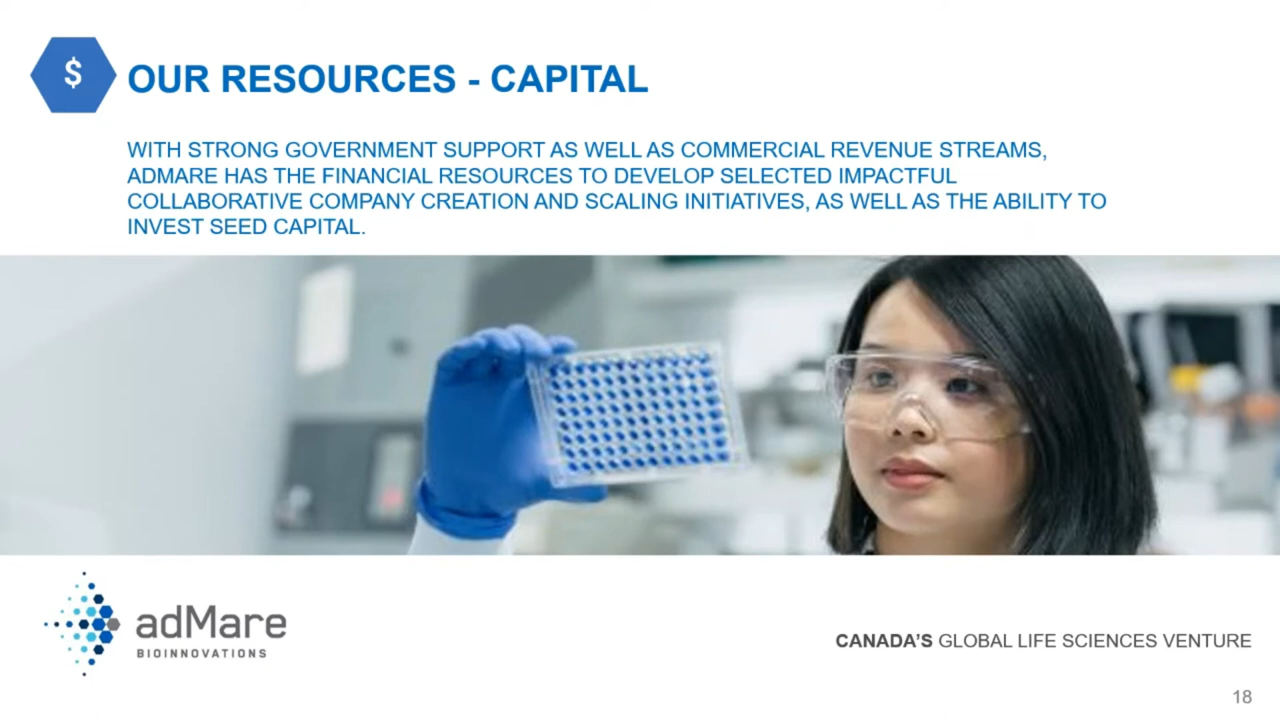 $
OUR RESOURCES - CAPITAL
WITH STRONG GOVERNMENT SUPPORT AS WELL AS COMMERCIAL REVENUE STREAMS,
ADMARE HAS THE FINANCIAL RESOURCES TO DEVELOP SELECTED IMPACTFUL
COLLABORATIVE COMPANY CREATION AND SCALING INITIATIVES, AS WELL AS THE ABILITY TO
INVEST SEED CAPITAL.
adMare
BIOINNOVATIONS
CANADA'S GLOBAL LIFE SCIENCES VENTURE
18